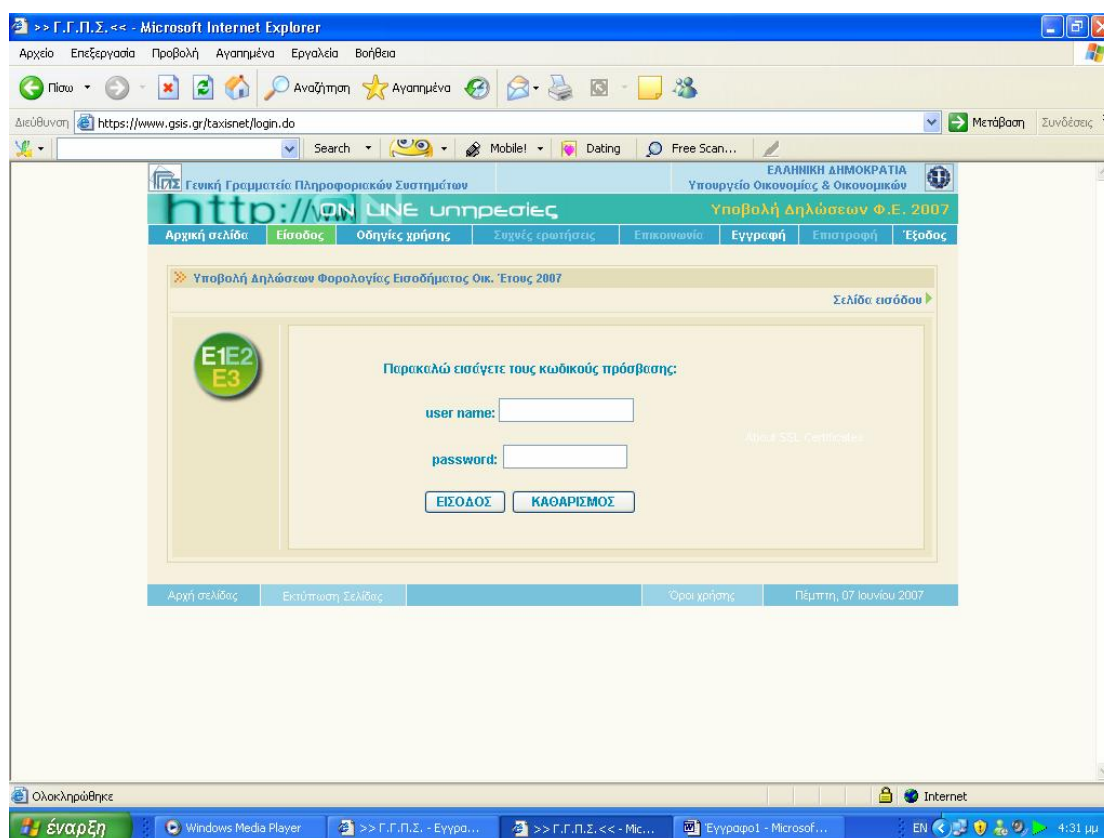 >> Γ.Γ.Π.Σ. << - Microsoft Internet Explorer
Αρχείο Επεξεργασία Προβολή Αγαπημένα Εργαλεία Βοήθεια
Πίσω Αναζήτηση Αγαπημένα
Διεύθυνση https://www.gsis.gr/taxisnet/login.do Μετάβαση Συνδέσεις
Search Mobile! Dating Free Scan...
ΕΛΛΗΝΙΚΗ ΔΗΜΟΚΡΑΤΙΑ
Γενική Γραμματεία Πληροφοριακών Συστημάτων Υπουργείο Οικονομίας & Οικονομικών
http://www ON LINE υπηρεσίες Υποβολή Δηλώσεων Φ.Ε. 2007
Αρχική σελίδα Είσοδος Οδηγίες χρήσης Συχνές ερωτήσεις Επικοινωνία Εγγραφή Επιστροφή Έξοδος
Υποβολή Δηλώσεων Φορολογίας Εισοδήματος Οικ. Έτους 2007
Σελίδα εισόδου
E1E2
E3
Παρακαλώ εισάγετε τους κωδικούς πρόσβασης:
user name:
About SSL Certificates
password:
ΕΙΣΟΔΟΣ ΚΑΘΑΡΙΣΜΟΣ
Αρχή σελίδας Εκτύπωση Σελίδας Όροι χρήσης Πέμπτη, 07 Ιουνίου 2007
Ολοκληρώθηκε Internet
έναρξη Windows Media Player >> Γ.Γ.Π.Σ. - Εγγρα... >> Γ.Γ.Π.Σ. << - Mic... Έγγραφο1 - Microsof... EN 4:31 μμ